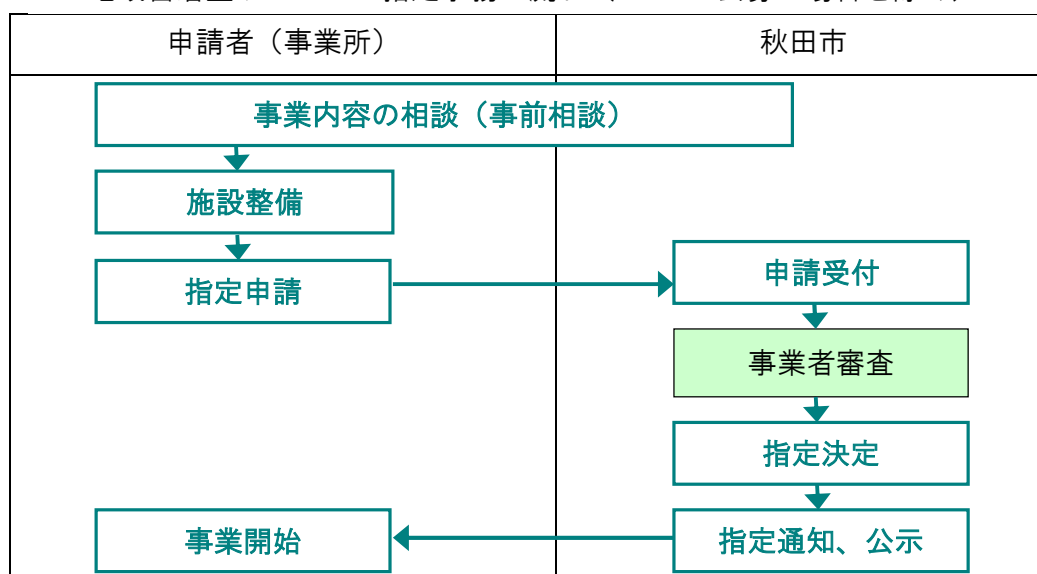 申請者（事業所）
秋田市
事業内容の相談（事前相談）
施設整備
指定申請
申請受付
事業者審査
指定決定
事業開始
指定通知、公示